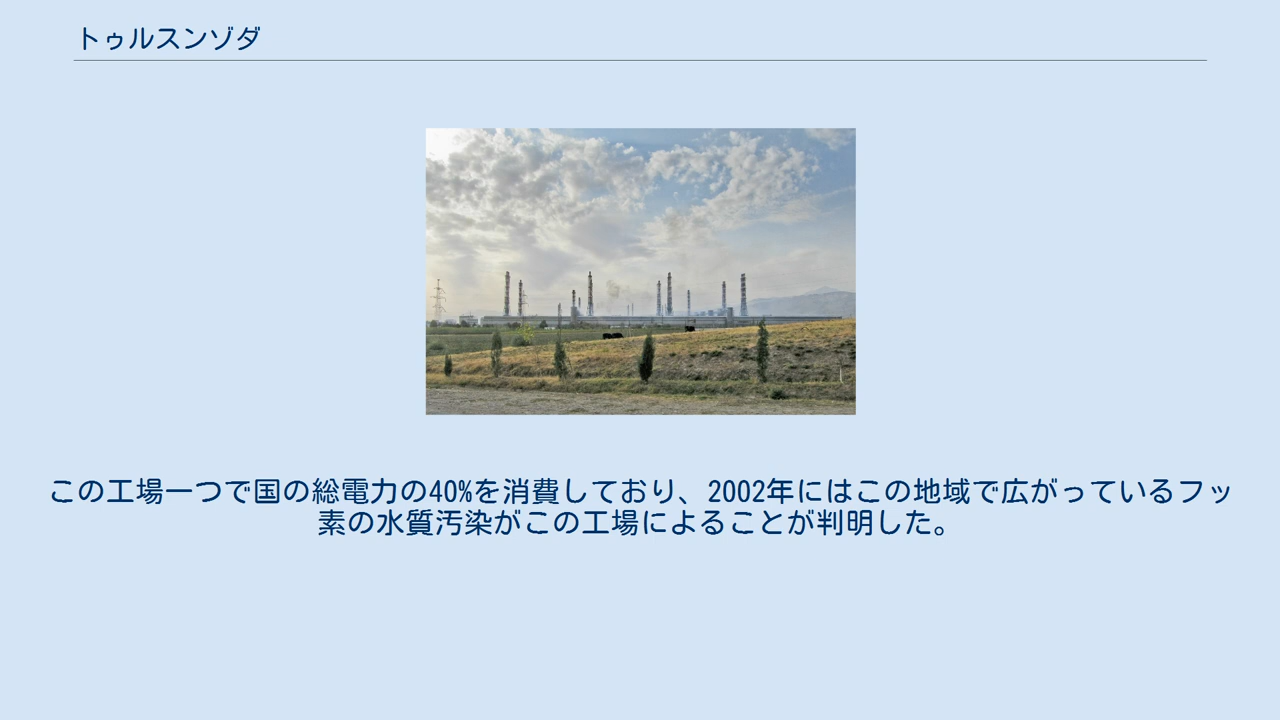 トゥルスンゾダ
この工場一つで国の総電力の40%を消費しており、2002年にはこの地域で広がっているフッ
素の水質汚染がこの工場によることが判明した。